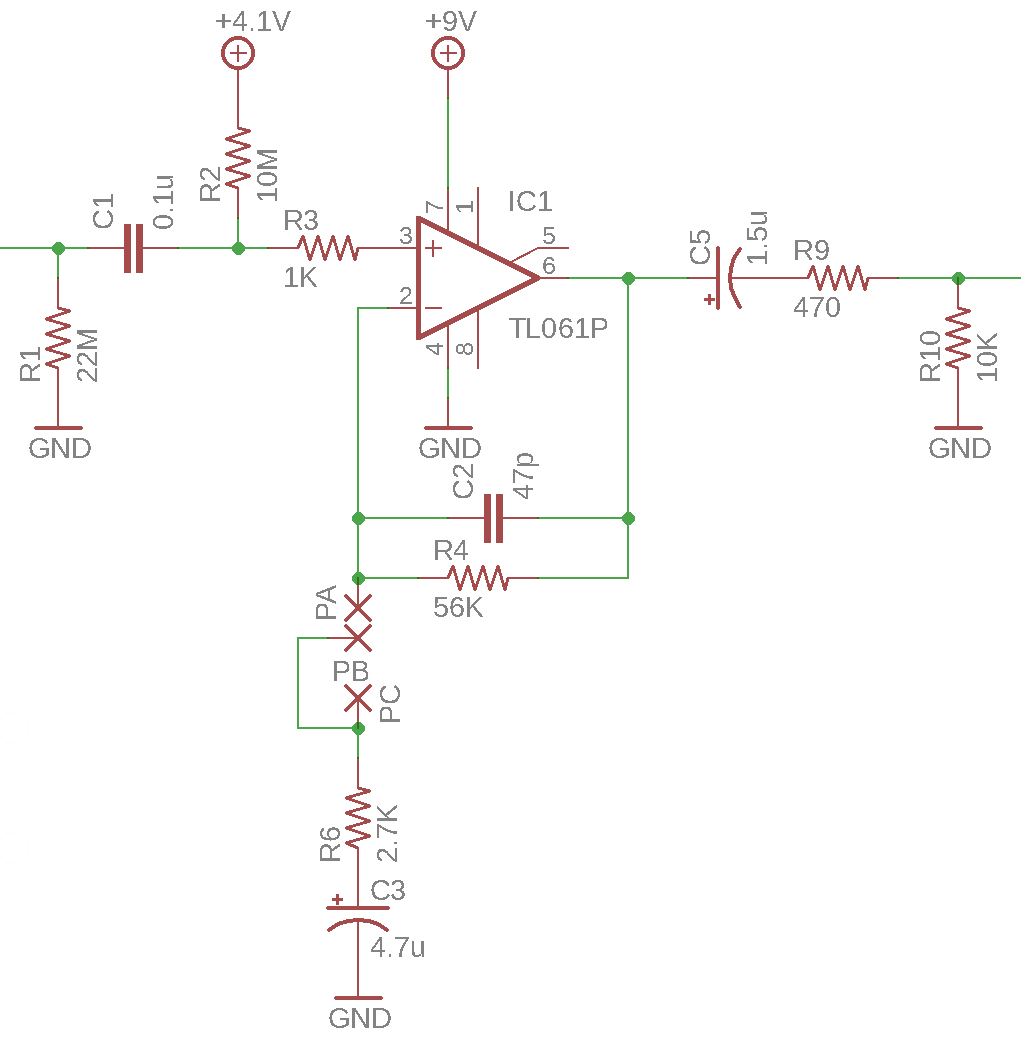 +4.1V
+9V
R2
10M
C1
0.1u
R3
1K
7
1
IC1
3
+
5
6
2
−
TL061P
4
8
C5
1.5u
+
R9
470
R1
22M
R10
10K
GND
GND
GND
C2
47p
R4
56K
PA
PB
PC
R6
2.7K
+
C3
4.7u
GND